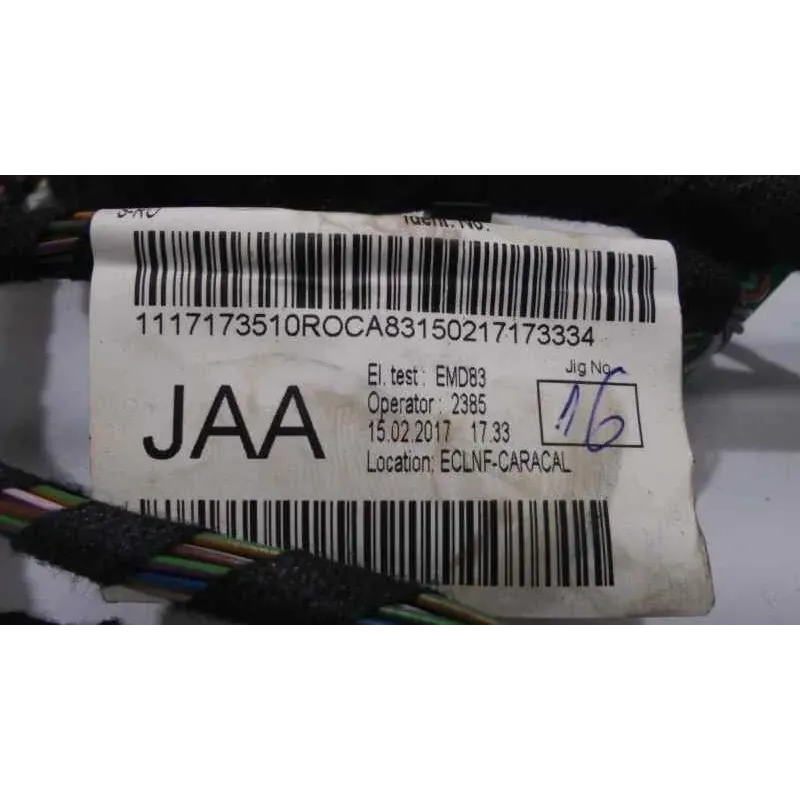 Ident. No.
1117173510ROCA83150217173334
JAA
El. test : EMD83
Operator : 2385
15.02.2017 17.33
Location: ECLNF-CARACAL
Jig No
16